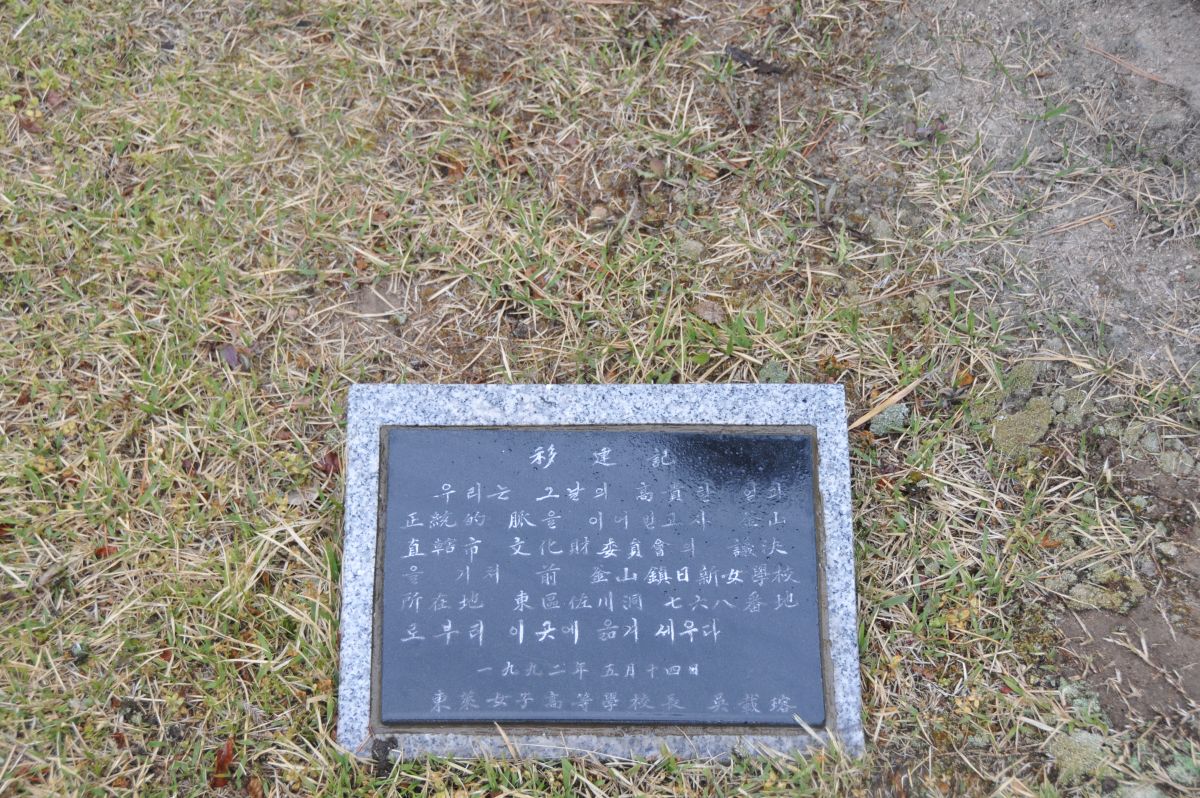 移建記
우리는 그날의 高貴한 얼과
正統的 脈을 이어받고자 釜山
直轄市 文化財委員會의 議決
을 거쳐 前 釜山鎭日新女學校
所在地 東區佐川洞 七六八番地
로부터 이곳에 옮겨 세우다
一九九二年 五月十四日
東萊女子高等學校長 吳